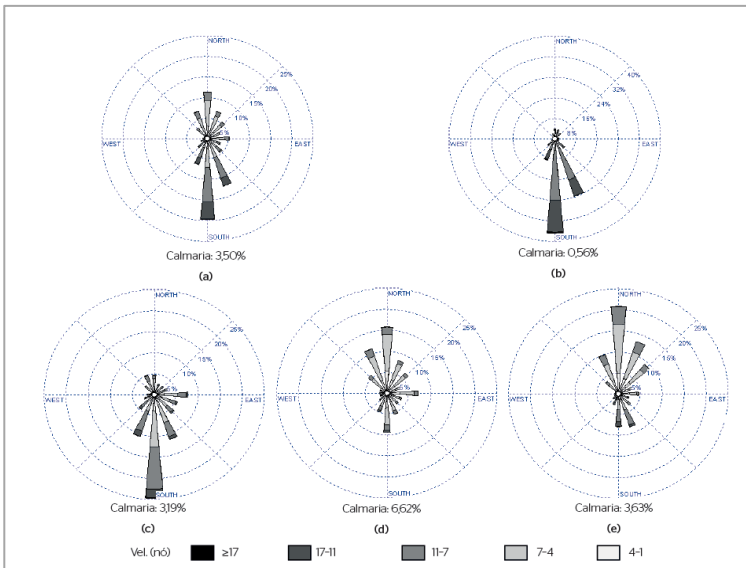 NORTH
25%
20%
15%
10%
WEST
EAST
SOUTH
Calmaria: 3,50%
(a)
NORTH
40%
32%
24%
16%
8%
WEST
EAST
SOUTH
Calmaria: 0,56%
(b)
NORTH
25%
20%
15%
10%
5%
WEST
EAST
SOUTH
Calmaria: 3,19%
(c)
NORTH
25%
20%
15%
10%
5%
WEST
EAST
SOUTH
Calmaria: 6,62%
(d)
NORTH
25%
20%
15%
10%
5%
WEST
EAST
SOUTH
Calmaria: 3,63%
(e)
Vel. (nó) ≥17 17-11 11-7 7-4 4-1